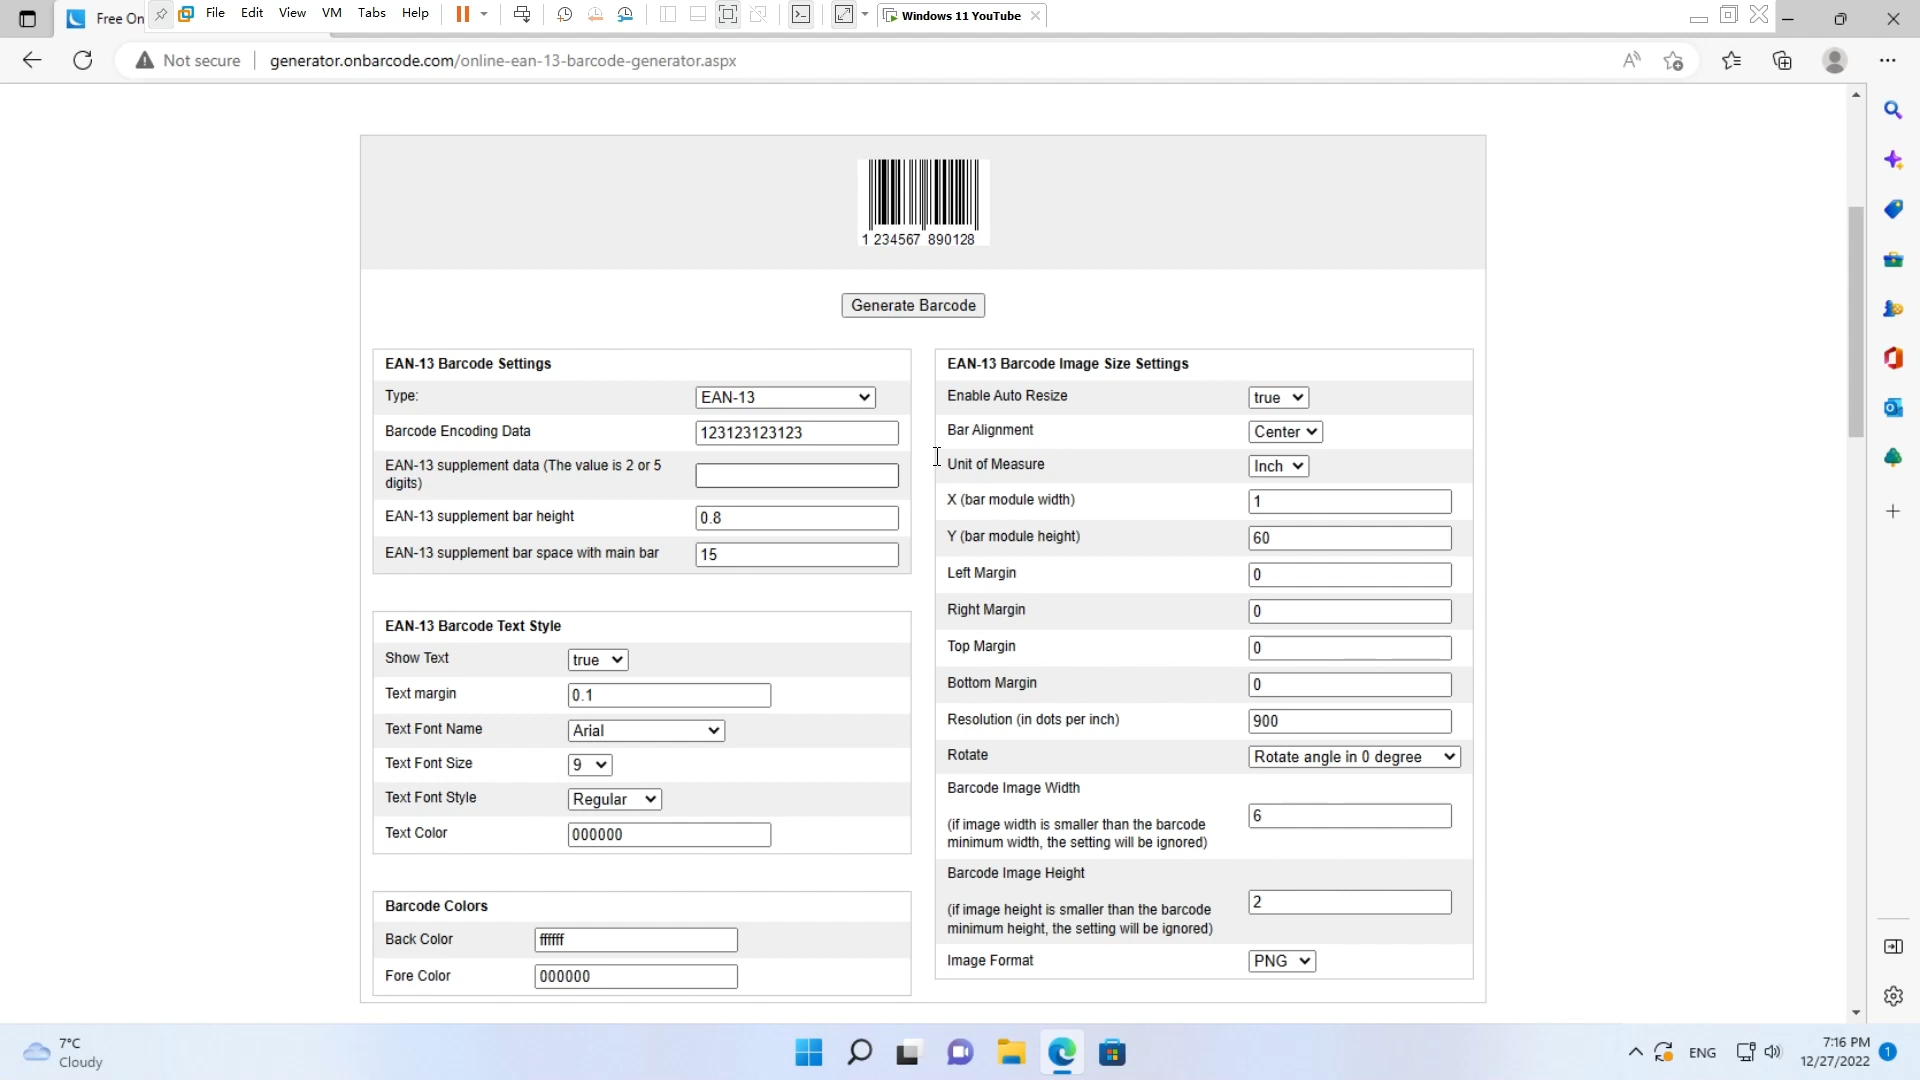 Free On
File Edit View VM Tabs Help
Windows 11 YouTube
Not secure
generator.onbarcode.com/online-ean-13-barcode-generator.aspx
1 234567 890128
Generate Barcode
EAN-13 Barcode Settings
Type:
EAN-13
Barcode Encoding Data
123123123123
EAN-13 supplement data (The value is 2 or 5
digits)
EAN-13 supplement bar height
0.8
EAN-13 supplement bar space with main bar
15
EAN-13 Barcode Text Style
Show Text
true
Text margin
0.1
Text Font Name
Arial
Text Font Size
9
Text Font Style
Regular
Text Color
000000
Barcode Colors
Back Color
ffffff
Fore Color
000000
EAN-13 Barcode Image Size Settings
Enable Auto Resize
true
Bar Alignment
Center
Unit of Measure
Inch
X (bar module width)
1
Y (bar module height)
60
Left Margin
0
Right Margin
0
Top Margin
0
Bottom Margin
0
Resolution (in dots per inch)
900
Rotate
Rotate angle in 0 degree
Barcode Image Width
(if image width is smaller than the barcode
minimum width, the setting will be ignored)
6
Barcode Image Height
(if image height is smaller than the barcode
minimum height, the setting will be ignored)
2
Image Format
PNG
7°C
Cloudy
ENG
7:16 PM
12/27/2022
1